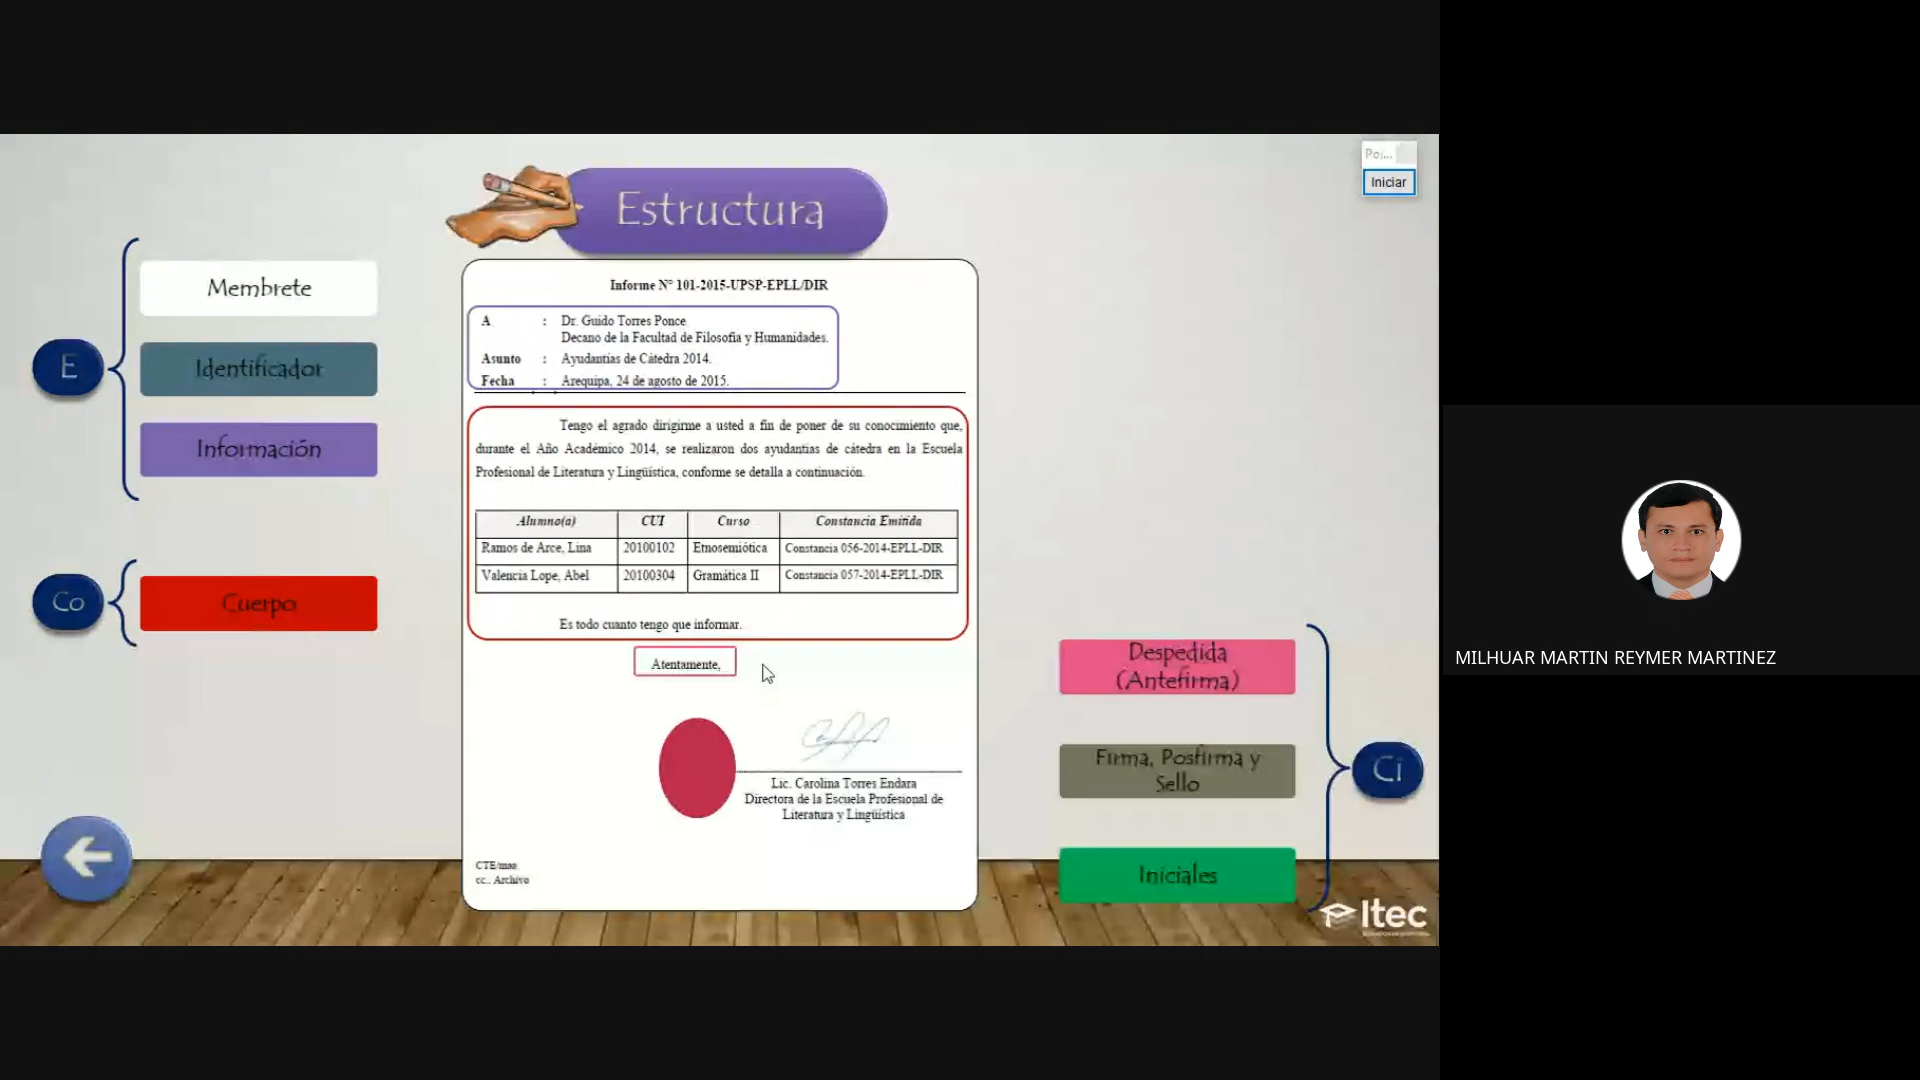 Estructura
Po...
Iniciar
E
Membrete
Identificador
Información
Co
Cuerpo
Informe N° 101-2015-UPSP-EPLL/DIR
A : Dr. Guido Torres Ponce
Decano de la Facultad de Filosofía y Humanidades.
Asunto : Ayudantías de Cátedra 2014.
Fecha : Arequipa, 24 de agosto de 2015.
Tengo el agrado dirigirme a usted a fin de poner de su conocimiento que,
durante el Año Académico 2014, se realizaron dos ayudantías de cátedra en la Escuela
Profesional de Literatura y Lingüística, conforme se detalla a continuación.
Alumno(a) CUI Curso Constancia Emitida
Ramos de Arce, Lina 20100102 Etnosemiótica Constancia 056-2014-EPLL-DIR
Valencia Lope, Abel 20100304 Gramática II Constancia 057-2014-EPLL-DIR
Es todo cuanto tengo que informar.
Atentamente,
Lic. Carolina Torres Endara
Directora de la Escuela Profesional de
Literatura y Lingüística
CTE/maa
cc.. Archivo
Despedida
(Antefirma)
Firma, Posfirma y
Sello
Iniciales
Ci
Itec
MILHUAR MARTIN REYMER MARTINEZ